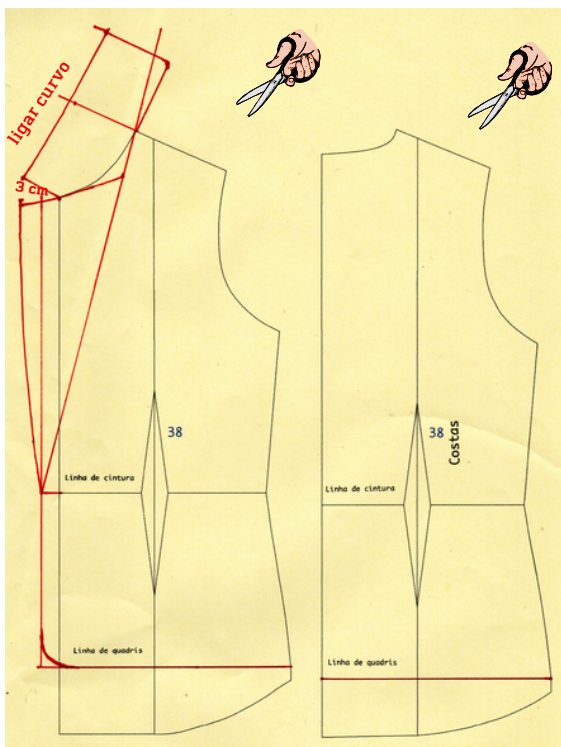 ligar curvo
3 cm
38
38
Costas
Linha de cintura
Linha de cintura
Linha de quadris
Linha de quadris